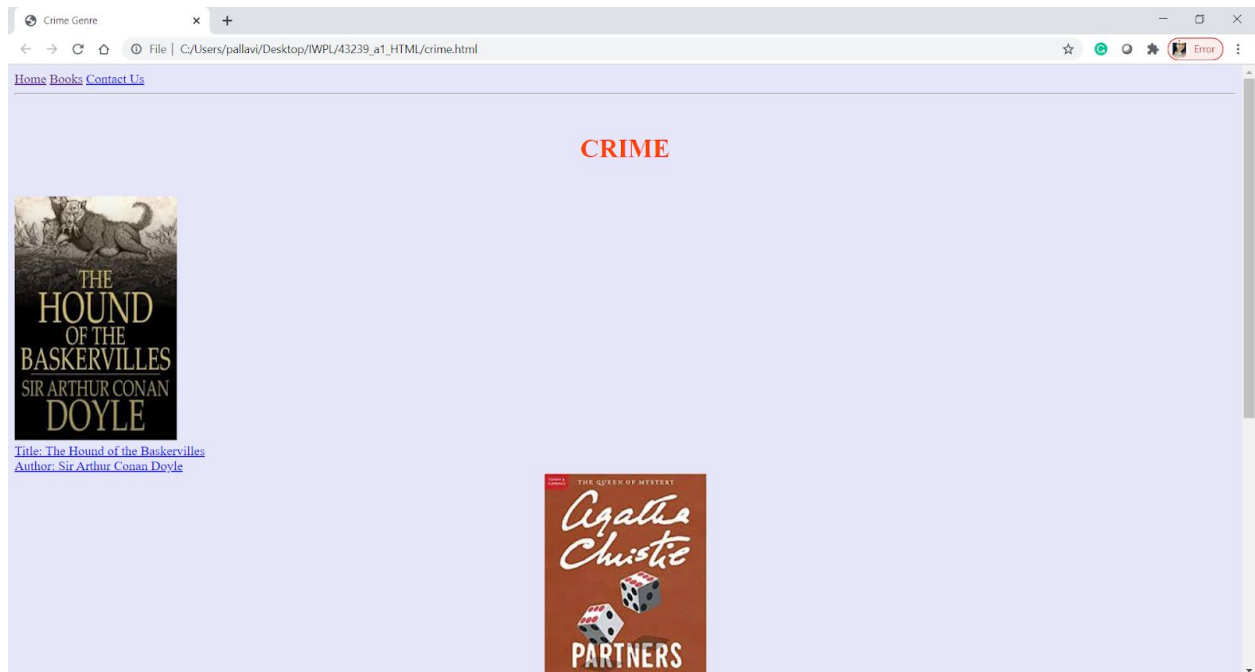 Crime Genre
File | C:/Users/pallavi/Desktop/IWPL/43239_a1_HTML/crime.html
Error
Home Books Contact Us
CRIME
THE
HOUND
OF THE
BASKERVILLES
SIR ARTHUR CONAN
DOYLE
Title: The Hound of the Baskervilles
Author: Sir Arthur Conan Doyle
THE QUEEN OF MYSTERY
Agatha
Christie
PARTNERS